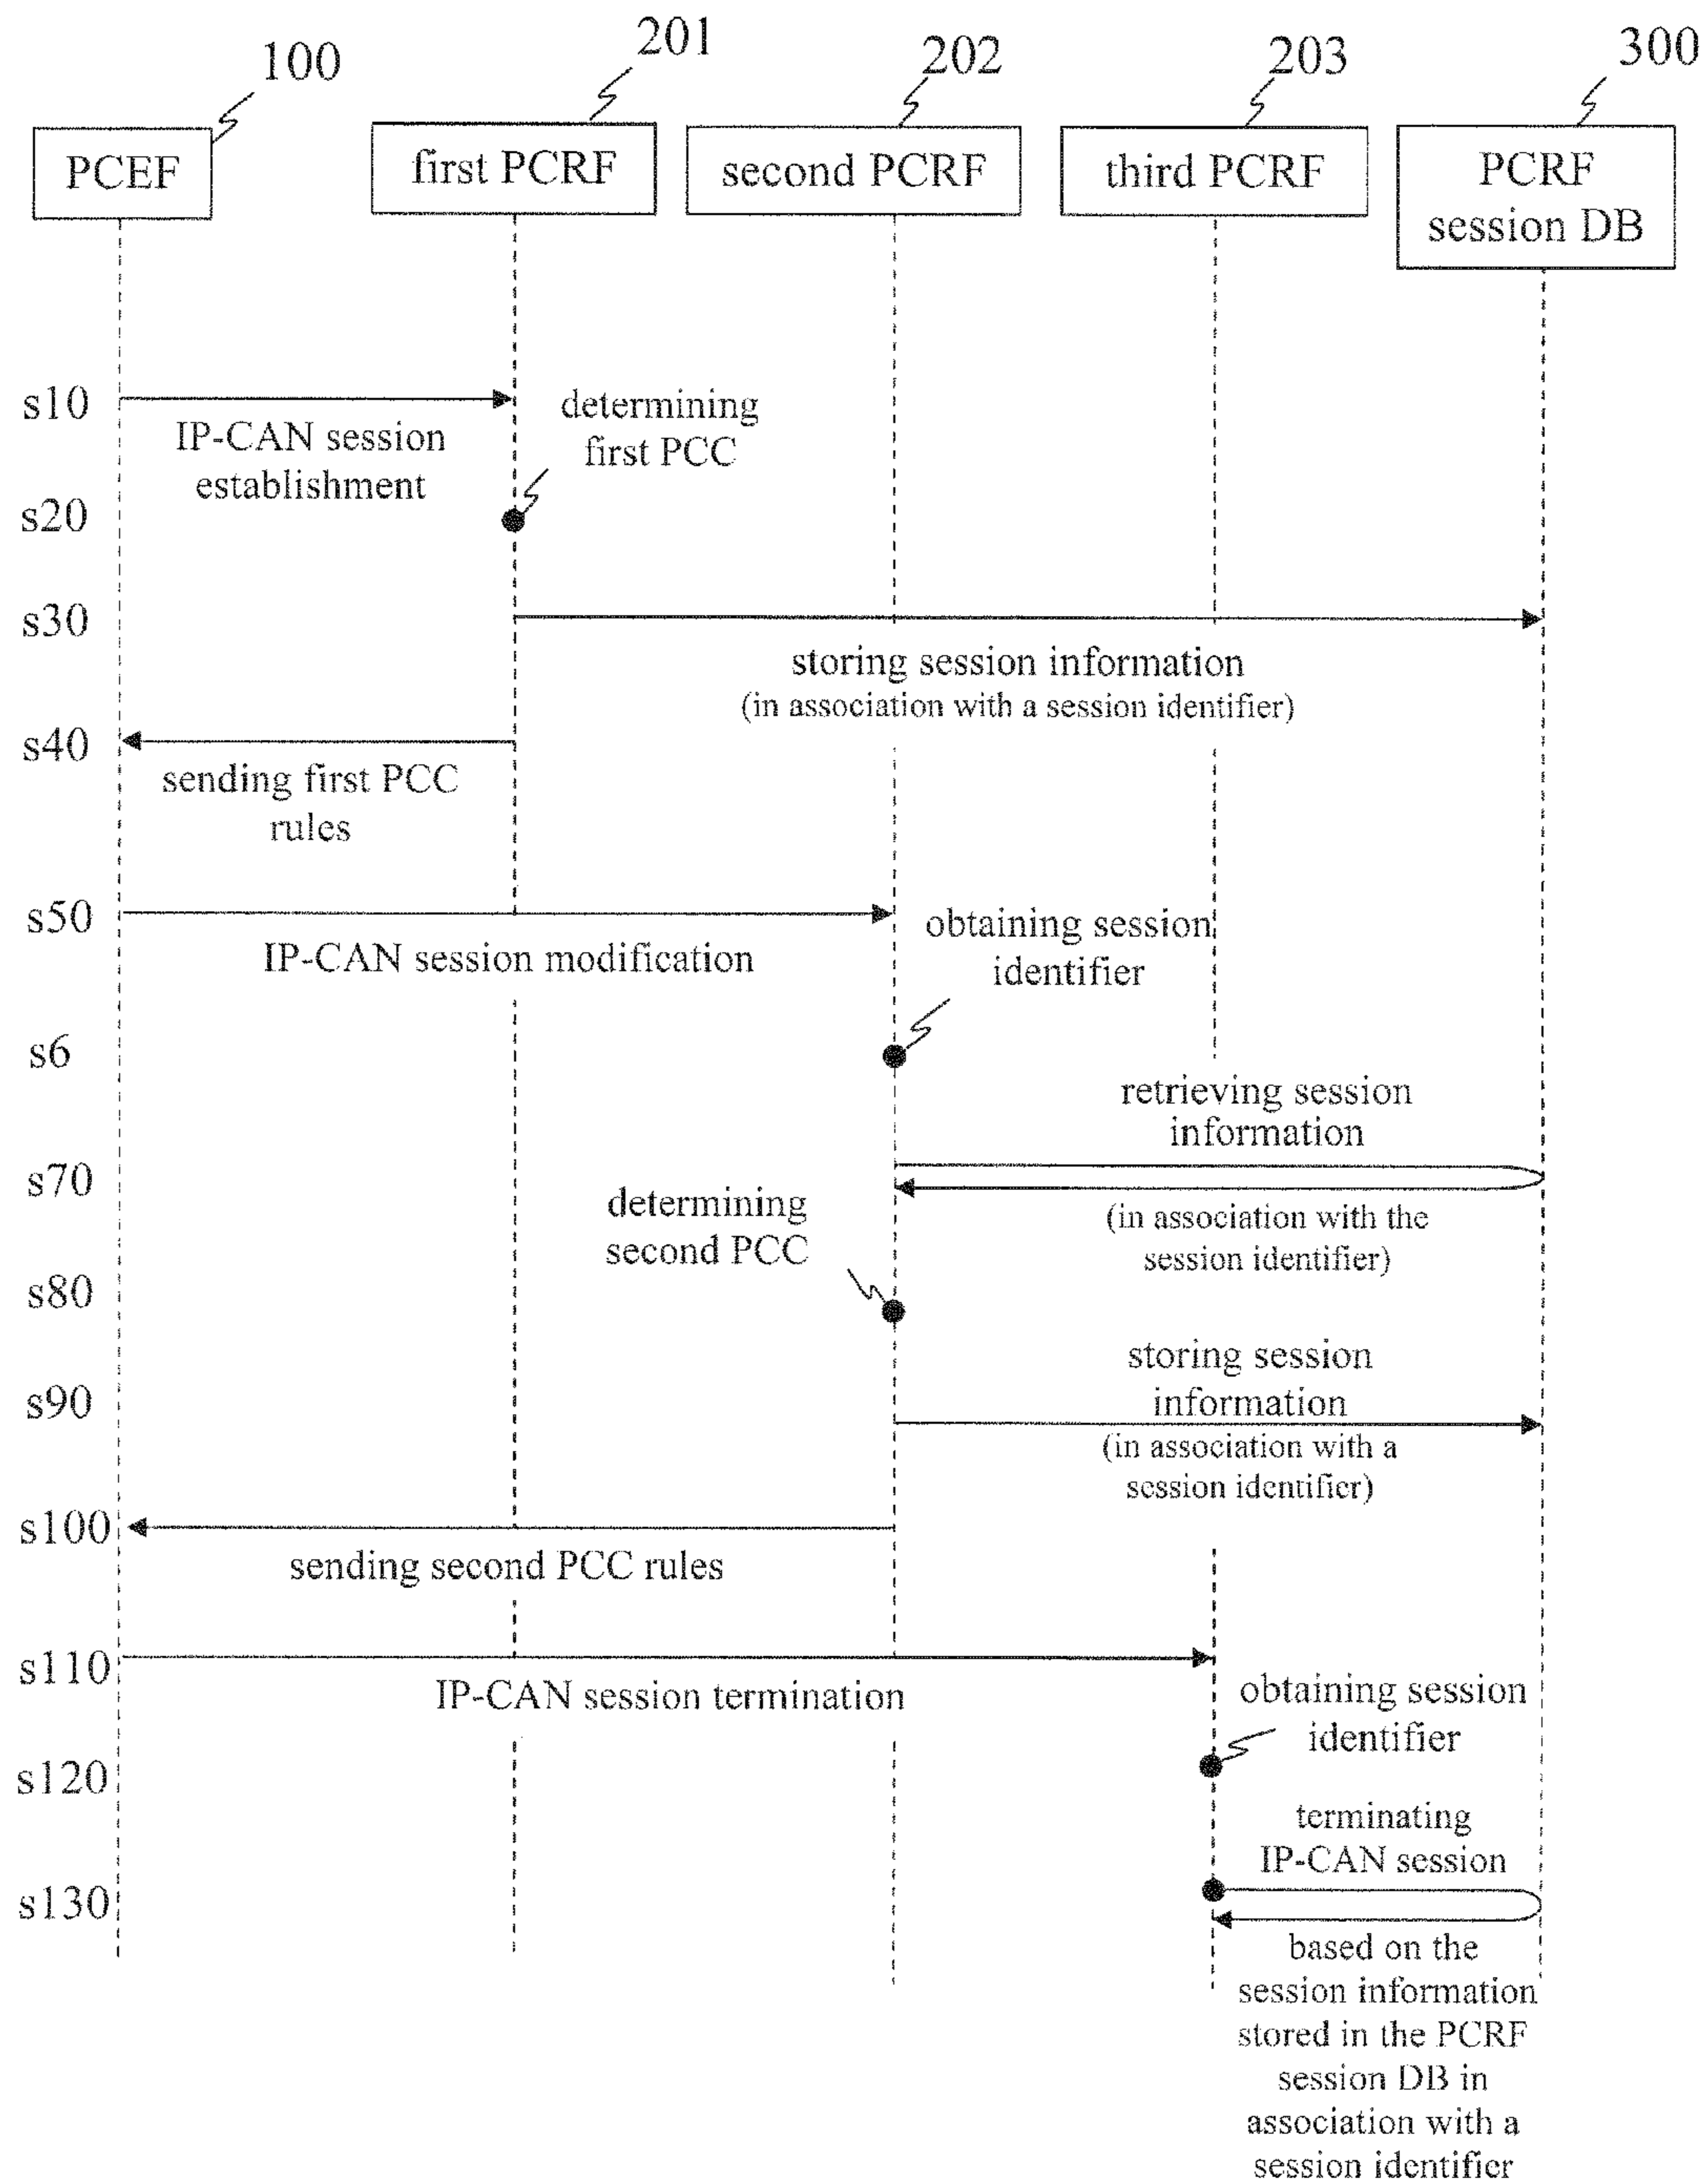 100
201
202
203
300
PCEF
first PCRF
second PCRF
third PCRF
PCRF
session DB
s10
IP-CAN session
establishment
determining
first PCC
s20
s30
storing session information
(in association with a session identifier)
s40
sending first PCC
rules
s50
IP-CAN session modification
obtaining session
identifier
s6
retrieving session
information
s70
(in association with the
session identifier)
determining
second PCC
s80
storing session
information
s90
(in association with a
session identifier)
s100
sending second PCC rules
s110
IP-CAN session termination
obtaining session
identifier
s120
terminating
IP-CAN session
s130
based on the
session information
stored in the PCRF
session DB in
association with a
session identifier